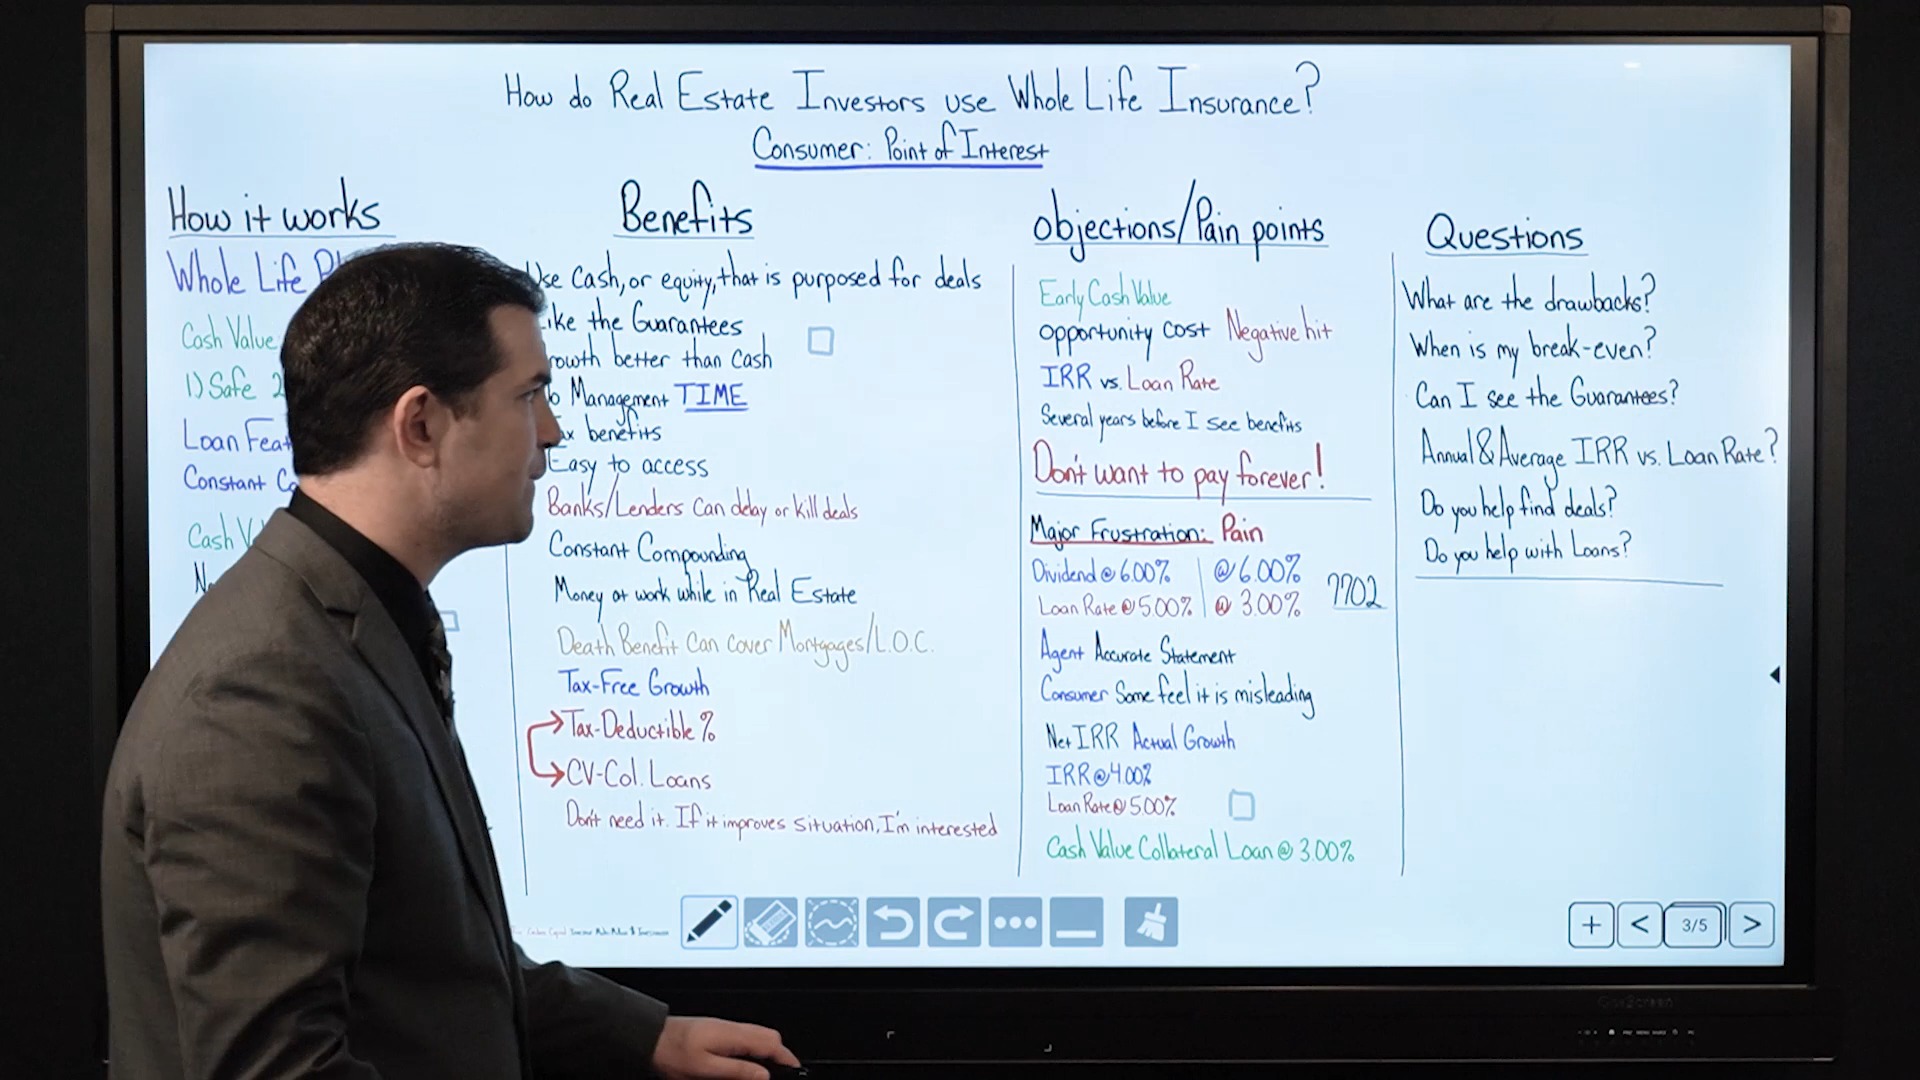 How do Real Estate Investors use Whole Life Insurance?
Consumer: Point of Interest
How it works
Whole Life
Cash Value
1) Safe 2
Loan
Constant
Cash
Benefits
Use Cash, or equity, that is purposed for deals
ike the Guarantees
rowth better than cash
o Management TIME
ax benefits
Easy to access
Banks/Lenders Can delay or kill deals
Constant Compounding
Money at work while in Real Estate
Death Benefit Can cover Mortgages/L.O.C.
Tax-Free Growth
Tax-Deductible %
CV-Col. Loans
Don't need it. If it improves situation, I'm interested
Objections/Pain points
Early Cash Value
Opportunity Cost Negative hit
IRR vs. Loan Rate
Several years before I see benefits
Don't want to pay forever!
Major Frustration: Pain
Dividend @ 6.00% @ 6.00%
Loan Rate @ 5.00% @ 3.00% 7702
Agent Accurate Statement
Consumer Some feel it is misleading
Net IRR Actual Growth
IRR @ 4.00%
Loan Rate @ 5.00%
Cash Value Collateral Loan @ 3.00%
Questions
What are the drawbacks?
When is my break-even?
Can I see the Guarantees?
Annual & Average IRR vs. Loan Rate?
Do you help find deals?
Do you help with Loans?
3/5